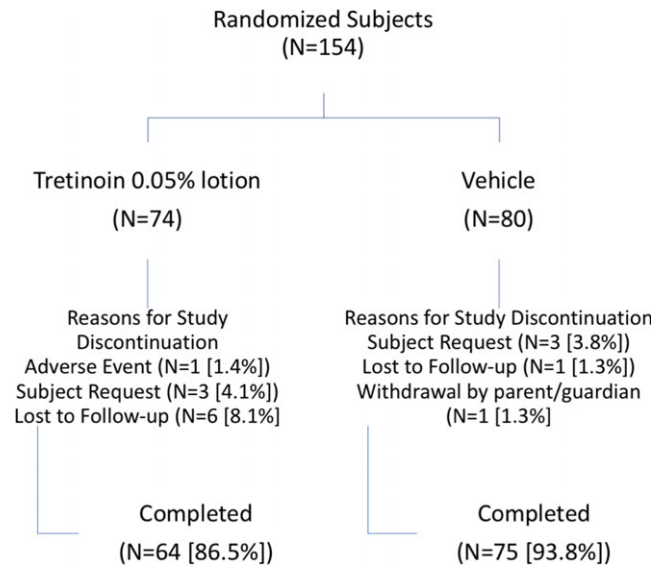 Randomized Subjects
(N=154)
Tretinoin 0.05% lotion
(N=74)
Vehicle
(N=80)
Reasons for Study
Discontinuation
Adverse Event (N=1 [1.4%])
Subject Request (N=3 [4.1%])
Lost to Follow-up (N=6 [8.1%]
Reasons for Study Discontinuation
Subject Request (N=3 [3.8%])
Lost to Follow-up (N=1 [1.3%])
Withdrawal by parent/guardian
(N=1 [1.3%]
Completed
(N=64 [86.5%])
Completed
(N=75 [93.8%])